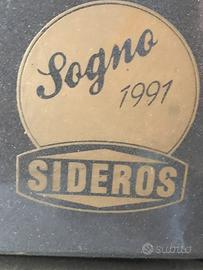 Sogno
1991
SIDEROS
subito